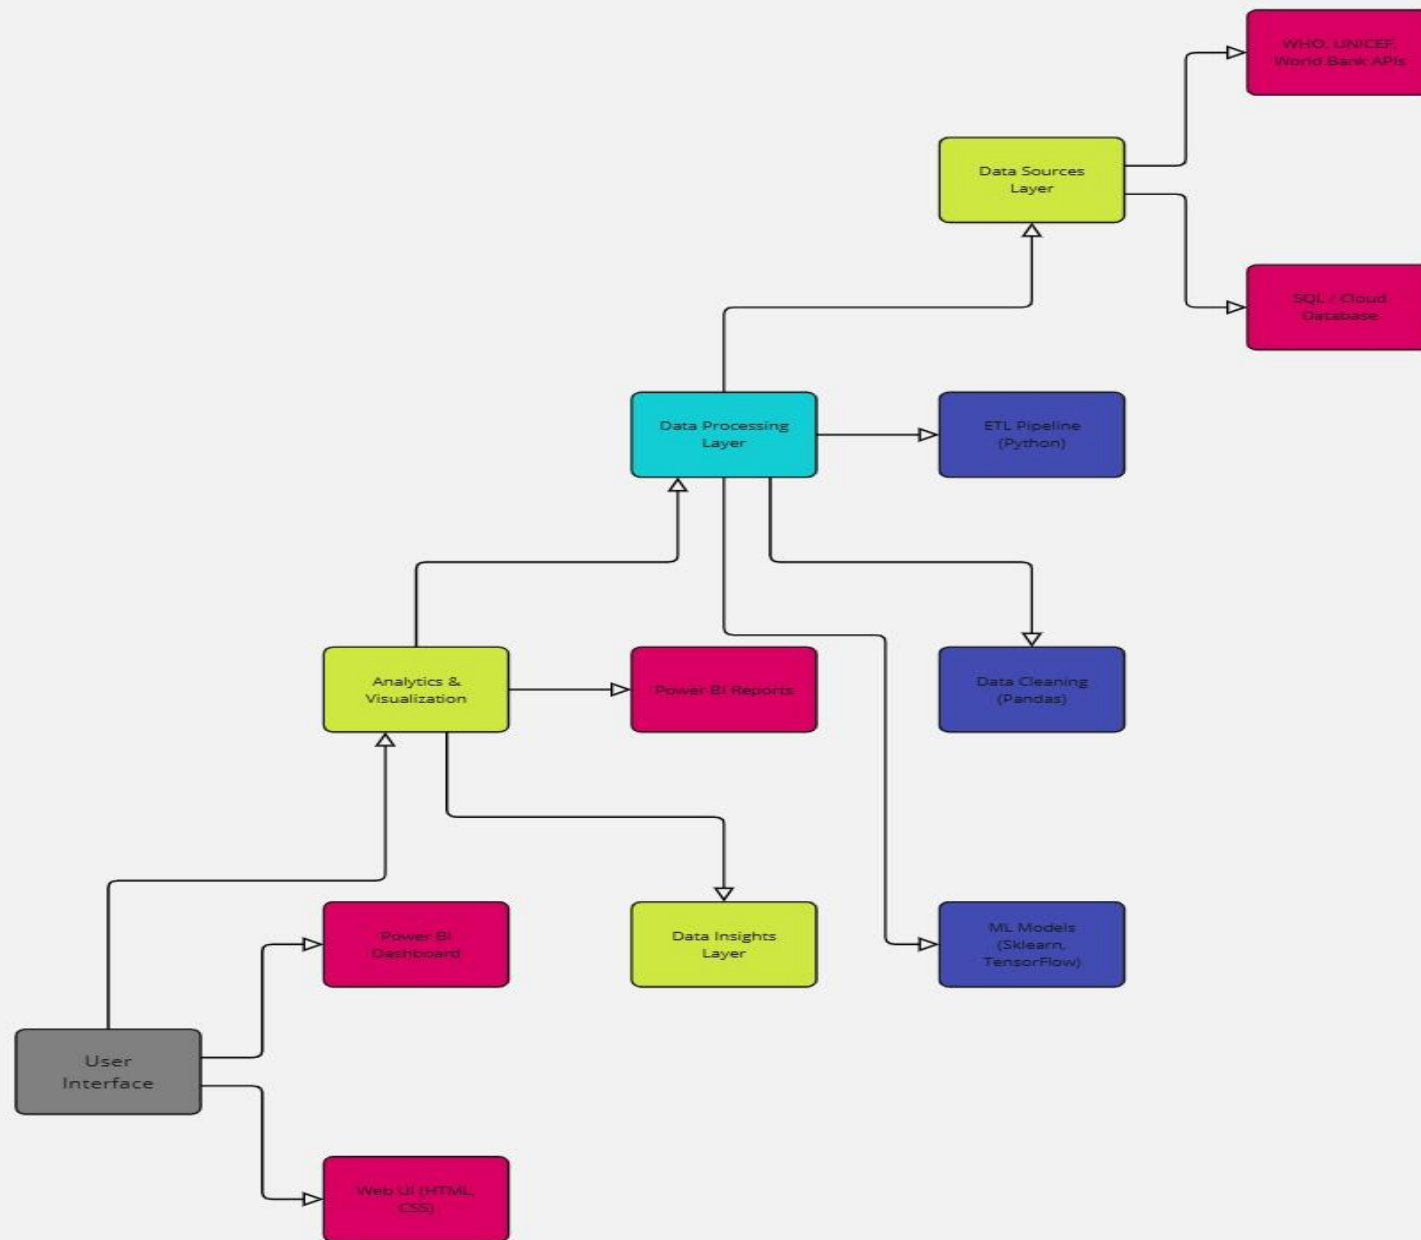 WHO, UNICEF,
World Bank APIs
Data Sources
Layer
SQL / Cloud
Database
Data Processing
Layer
ETL Pipeline
(Python)
Analytics &
Visualization
Power BI Reports
Data Cleaning
(Pandas)
Power BI
Dashboard
Data Insights
Layer
ML Models
(Sklearn,
TensorFlow)
User
Interface
Web UI (HTML,
CSS)